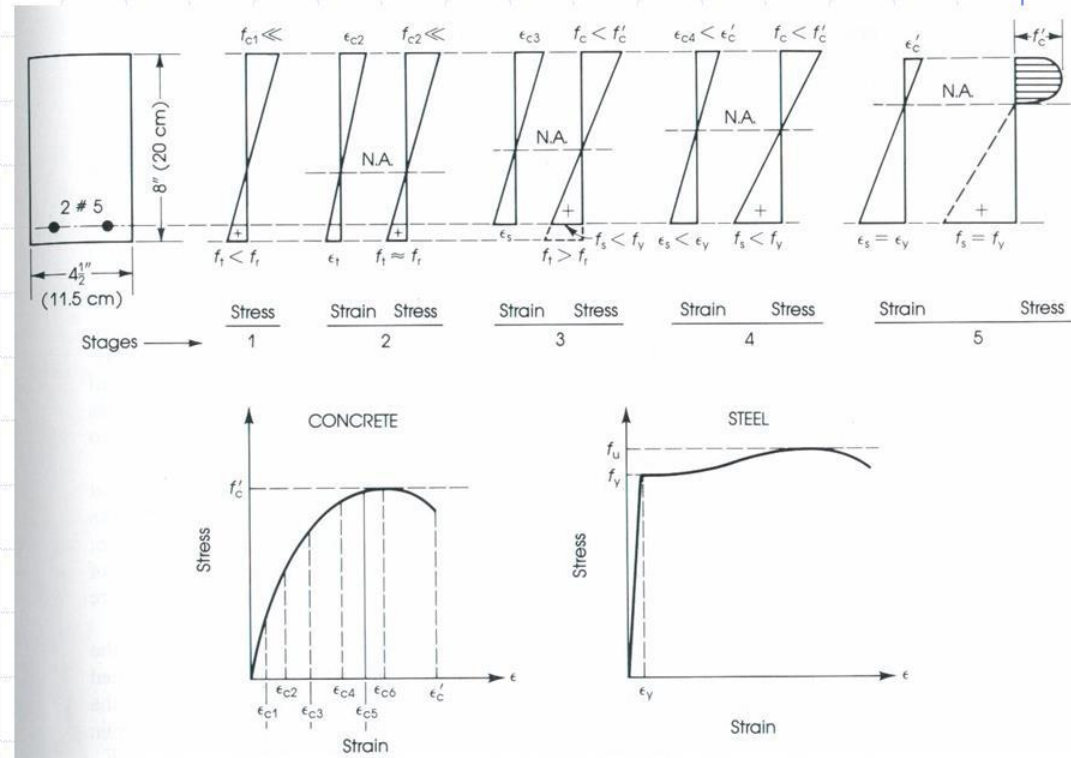 f_c1 ≪ ϵ_c2 f_c2 ≪ ϵ_c3 f_c < f'_c ϵ_c4 < ϵ'_c f_c < f'_c ϵ'_c f'_c
N.A.
N.A.
N.A.
N.A.
8" (20 cm)
2 # 5
+ + + + +
f_t < f_r ϵ_t f_t ≈ f_r ϵ_s f_t > f_r f_s < f_y ϵ_s < ϵ_y f_s < f_y ϵ_s = ϵ_y f_s = f_y
4½"
(11.5 cm)
Stress Strain Stress Strain Stress Strain Stress Strain Stress
Stages 1 2 3 4 5
CONCRETE
f'_c
Stress
ϵ
ϵ_c2 ϵ_c4 ϵ_c6 ϵ'_c
ϵ_c1 ϵ_c3 ϵ_c5
Strain
STEEL
f_u
f_y
Stress
ϵ
ϵ_y
Strain